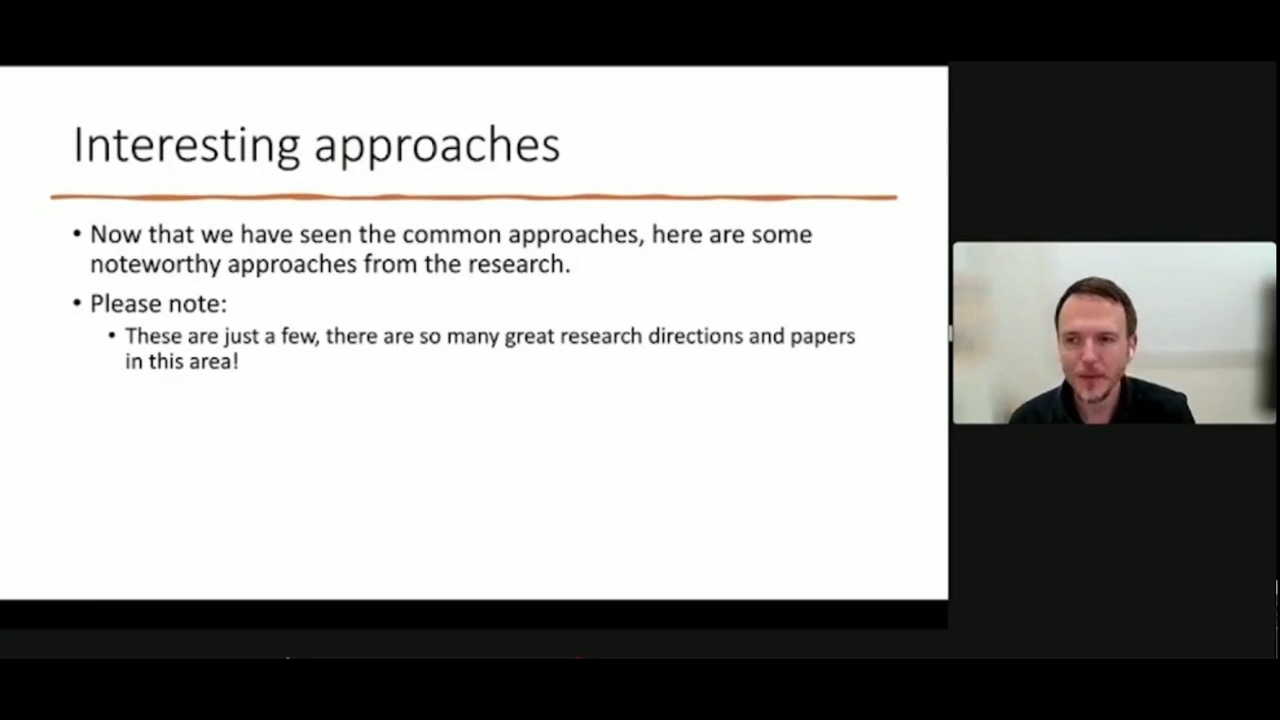 Interesting approaches
• Now that we have seen the common approaches, here are some
noteworthy approaches from the research.
• Please note:
• These are just a few, there are so many great research directions and papers
in this area!